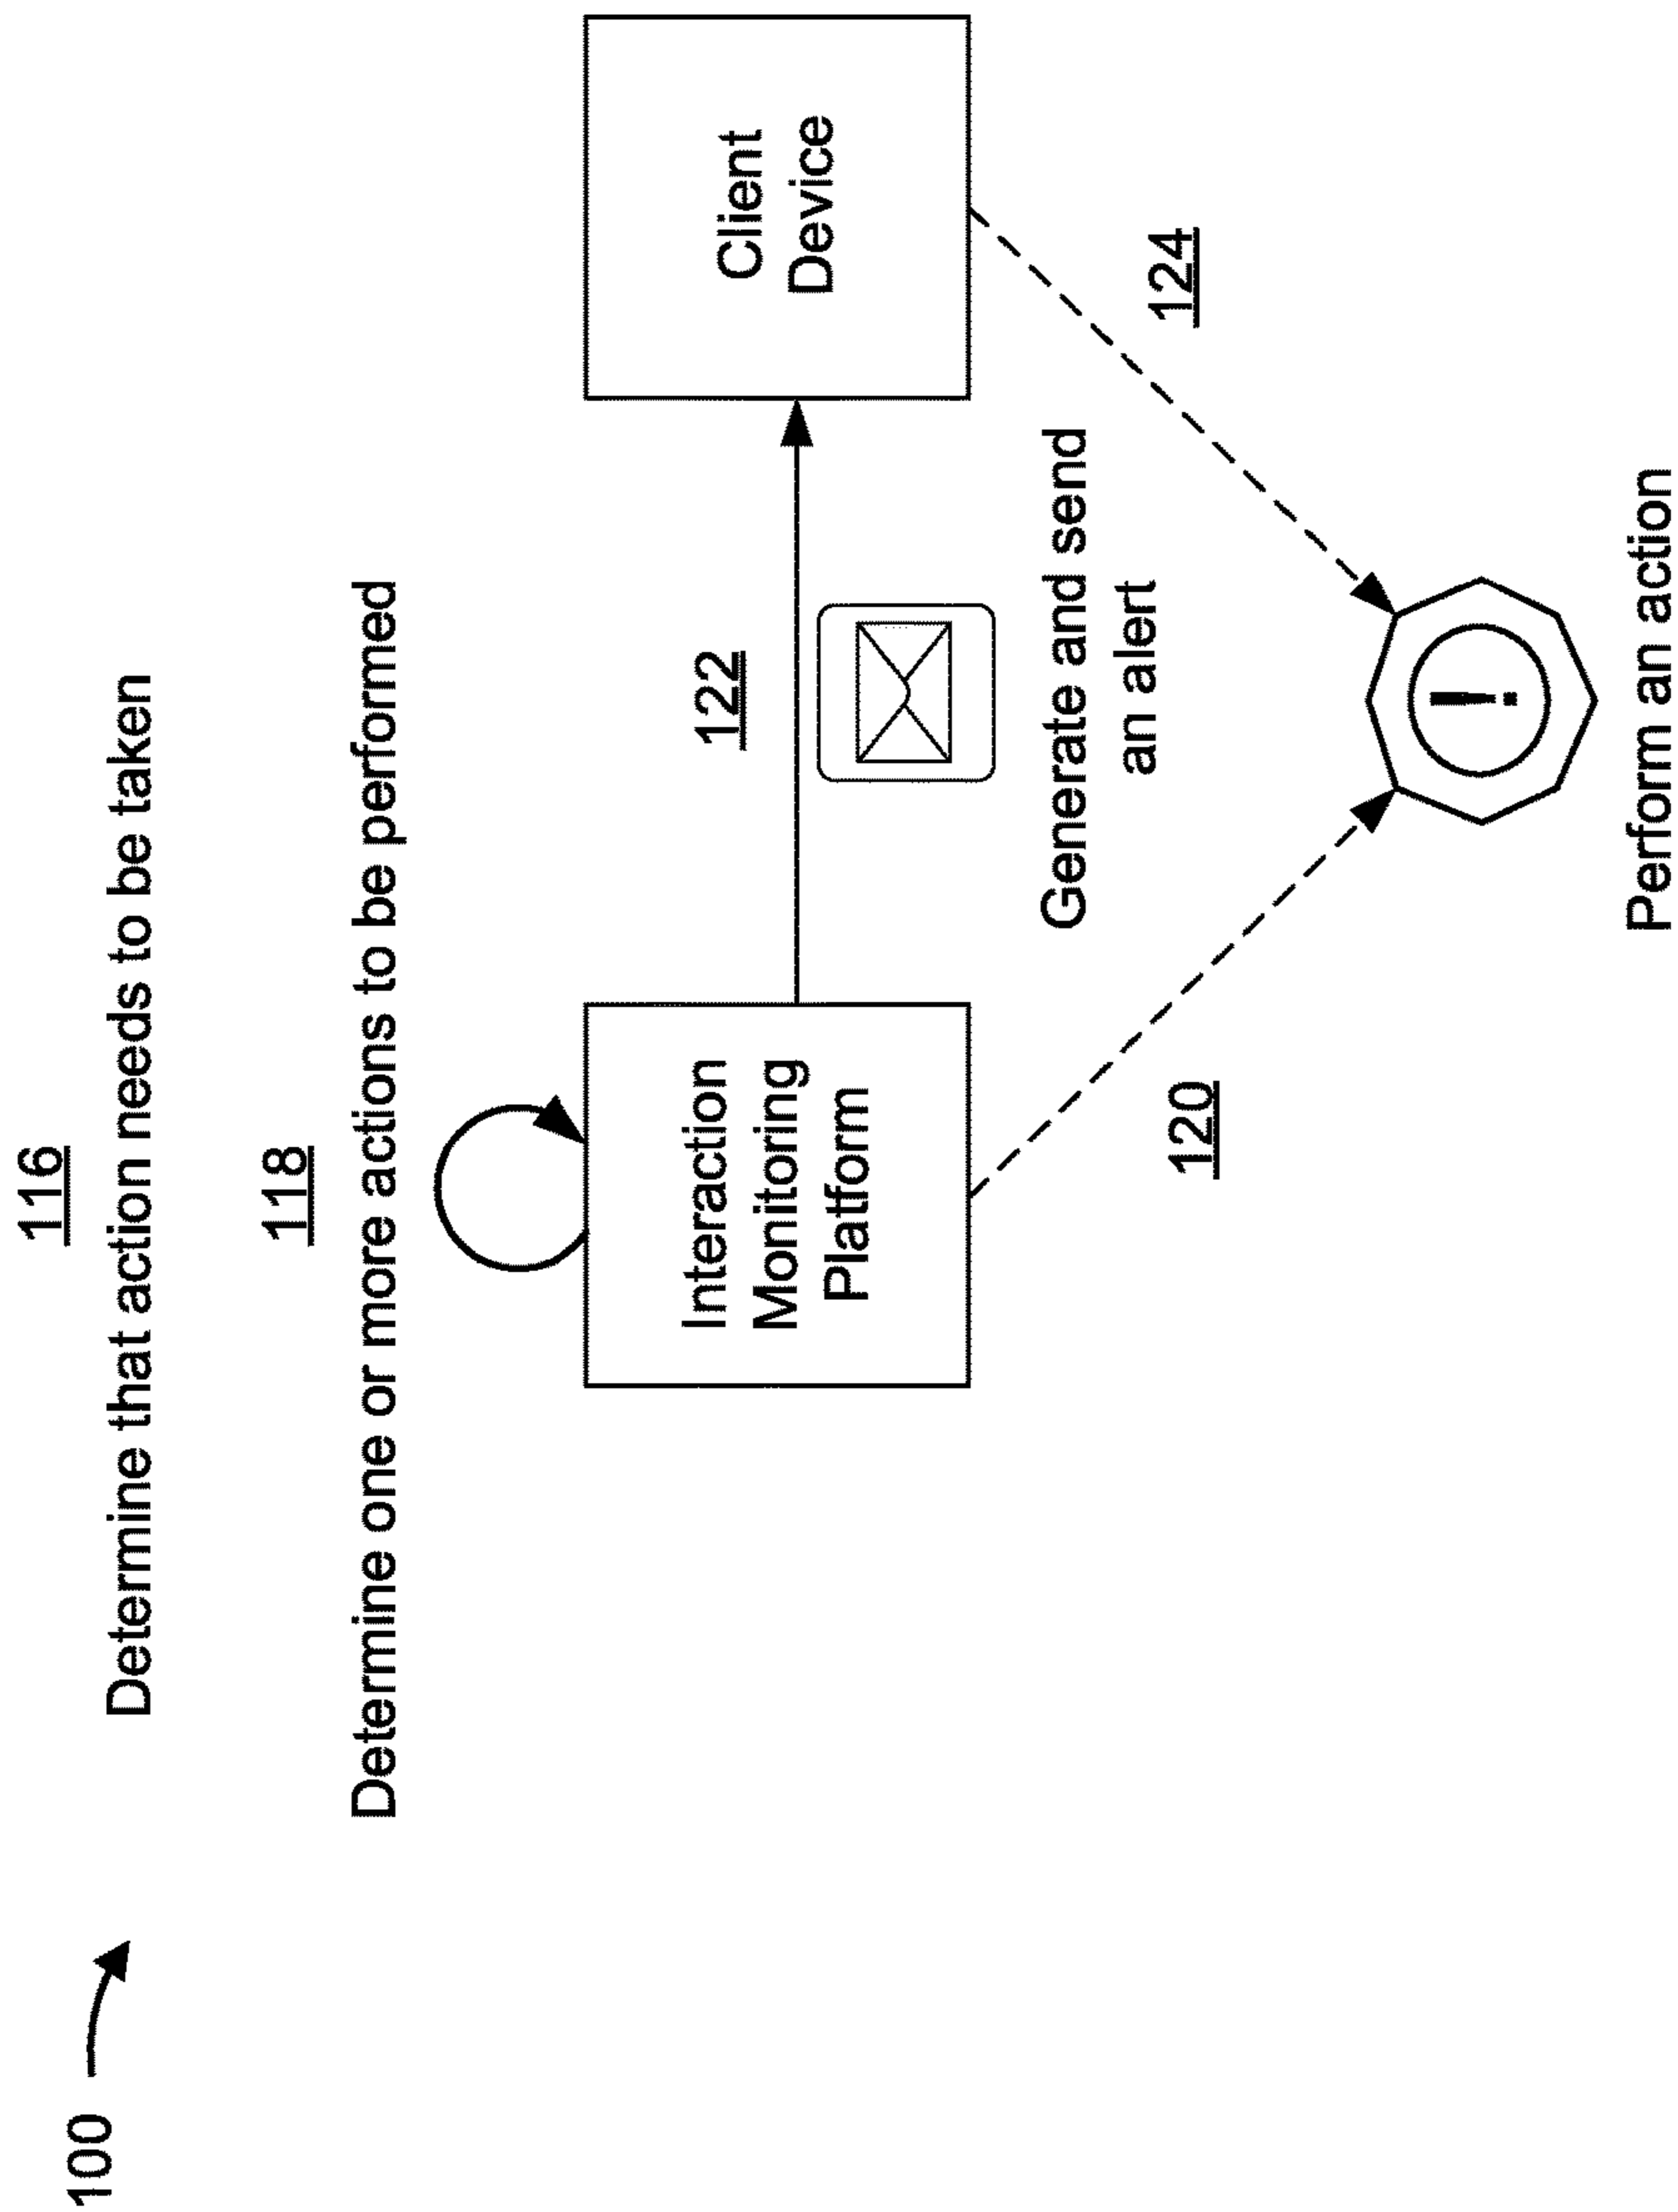 100
116
Determine that action needs to be taken
118
Determine one or more actions to be performed
Interaction
Monitoring
Platform
122
Generate and send
an alert
Client
Device
120
124
!
Perform an action